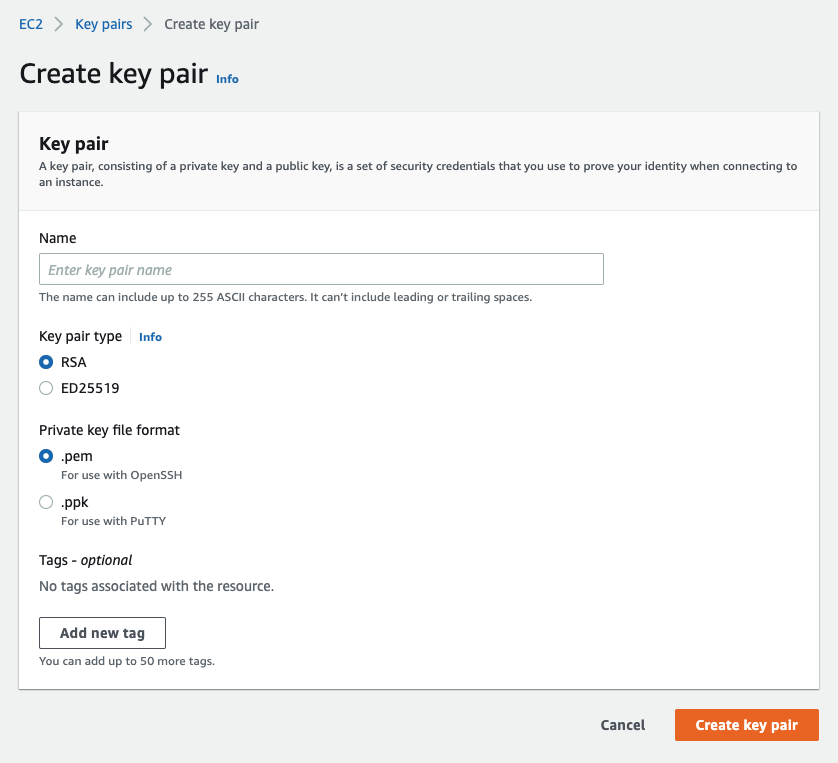 EC2 > Key pairs > Create key pair
Create key pair Info
Key pair
A key pair, consisting of a private key and a public key, is a set of security credentials that you use to prove your identity when connecting to
an instance.
Name
Enter key pair name
The name can include up to 255 ASCII characters. It can't include leading or trailing spaces.
Key pair type Info
RSA
ED25519
Private key file format
.pem
For use with OpenSSH
.ppk
For use with PuTTY
Tags - optional
No tags associated with the resource.
Add new tag
You can add up to 50 more tags.
Cancel Create key pair